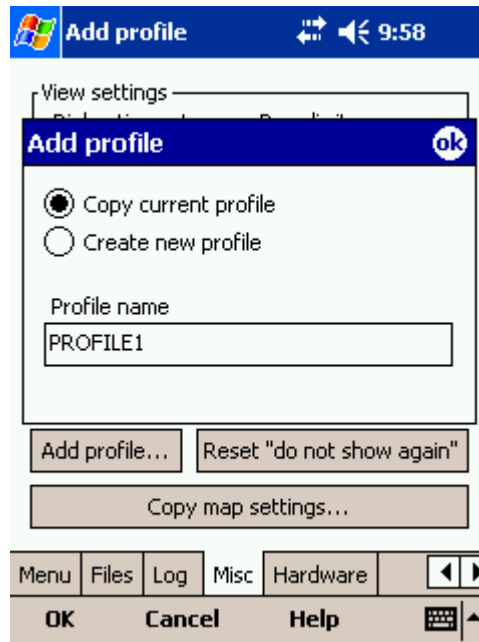 Add profile 9:58
View settings
Add profile ok
Copy current profile
Create new profile
Profile name
PROFILE1
Add profile... Reset "do not show again"
Copy map settings...
Menu Files Log Misc Hardware
OK Cancel Help